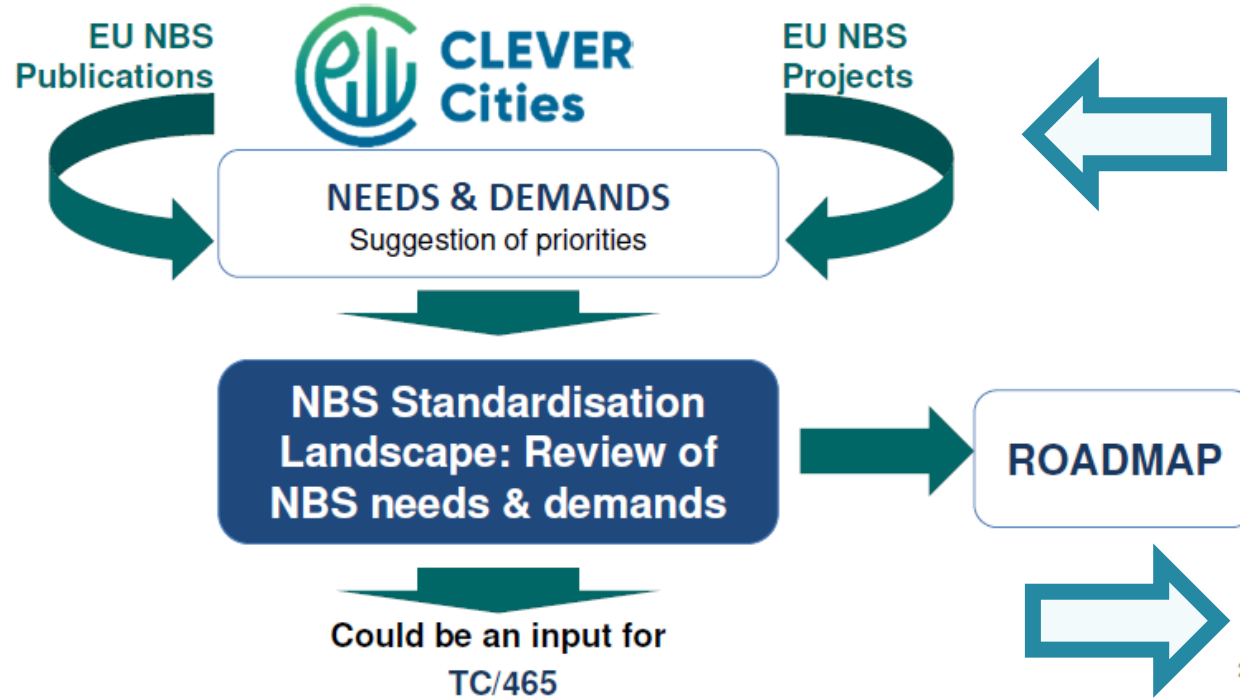 EU NBS
Publications
CLEVER
Cities
EU NBS
Projects
NEEDS & DEMANDS
Suggestion of priorities
NBS Standardisation
Landscape: Review of
NBS needs & demands
ROADMAP
Could be an input for
TC/465